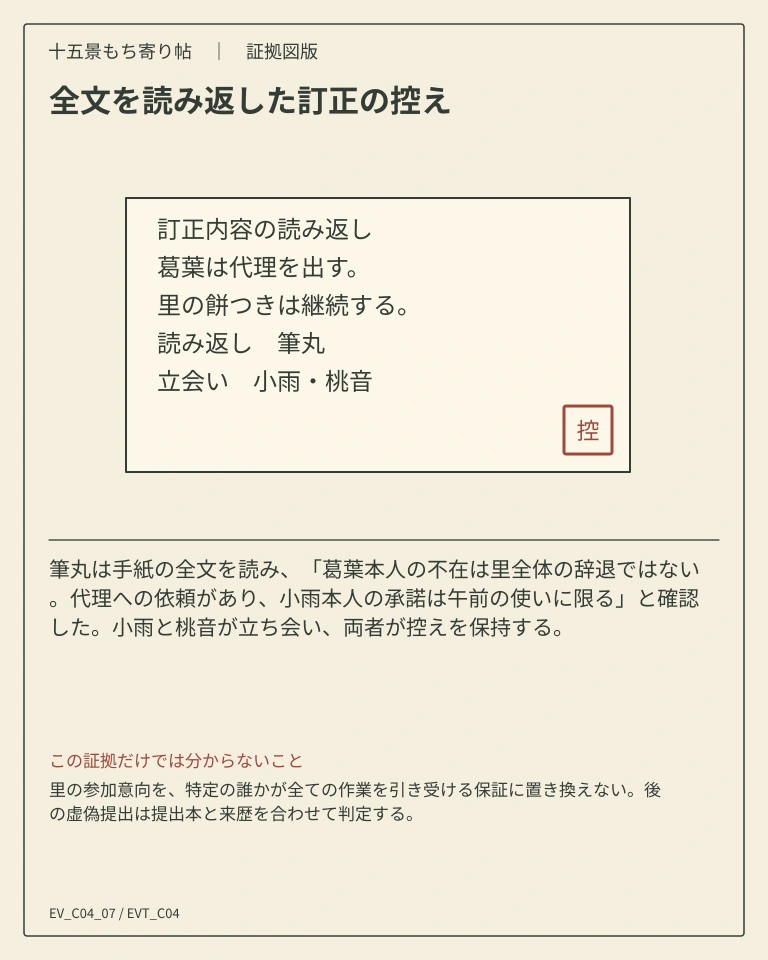 十五景もち寄り帖 ｜ 証拠図版
全文を読み返した訂正の控え
訂正内容の読み返し
葛葉は代理を出す。
里の餅つきは継続する。
読み返し　筆丸
立会い　小雨・桃音
控
筆丸は手紙の全文を読み、「葛葉本人の不在は里全体の辞退ではない
。代理への依頼があり、小雨本人の承諾は午前の使いに限る」と確認
した。小雨と桃音が立ち会い、両者が控えを保持する。
この証拠だけでは分からないこと
里の参加意向を、特定の誰かが全ての作業を引き受ける保証に置き換えない。後
の虚偽提出は提出本と来歴を合わせて判定する。
EV_C04_07 / EVT_C04